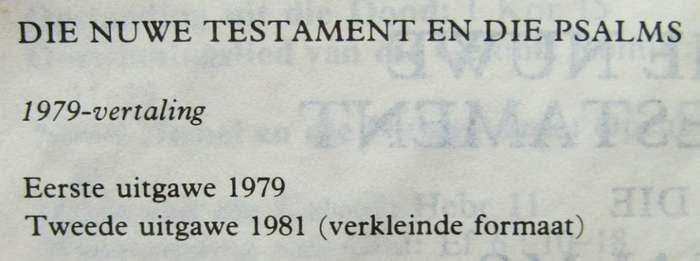 DIE NUWE TESTAMENT EN DIE PSALMS
1979-vertaling
Eerste uitgawe 1979
Tweede uitgawe 1981 (verkleinde formaat)